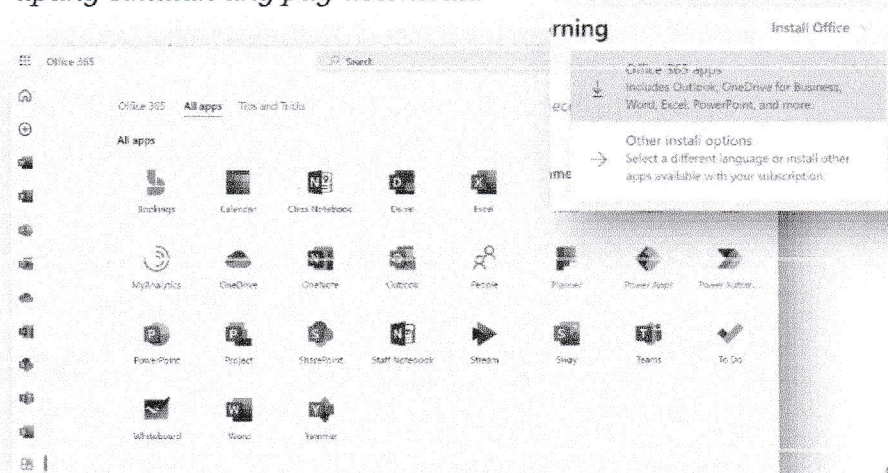 rning
Install Office
Office 365
Search
Office 365 apps
Includes Outlook, OneDrive for Business,
Word, Excel, PowerPoint, and more.
Other install options
Select a different language or install other
apps available with your subscription.
Office 365 All apps Tips and Tricks
All apps
Bookings Calendar Class Notebook Excel
MyAnalytics OneDrive OneNote Outlook People Planner Power Apps Power Autom...
PowerPoint Project SharePoint Staff Notebook Stream Sway Teams To Do
Whiteboard Word Yammer